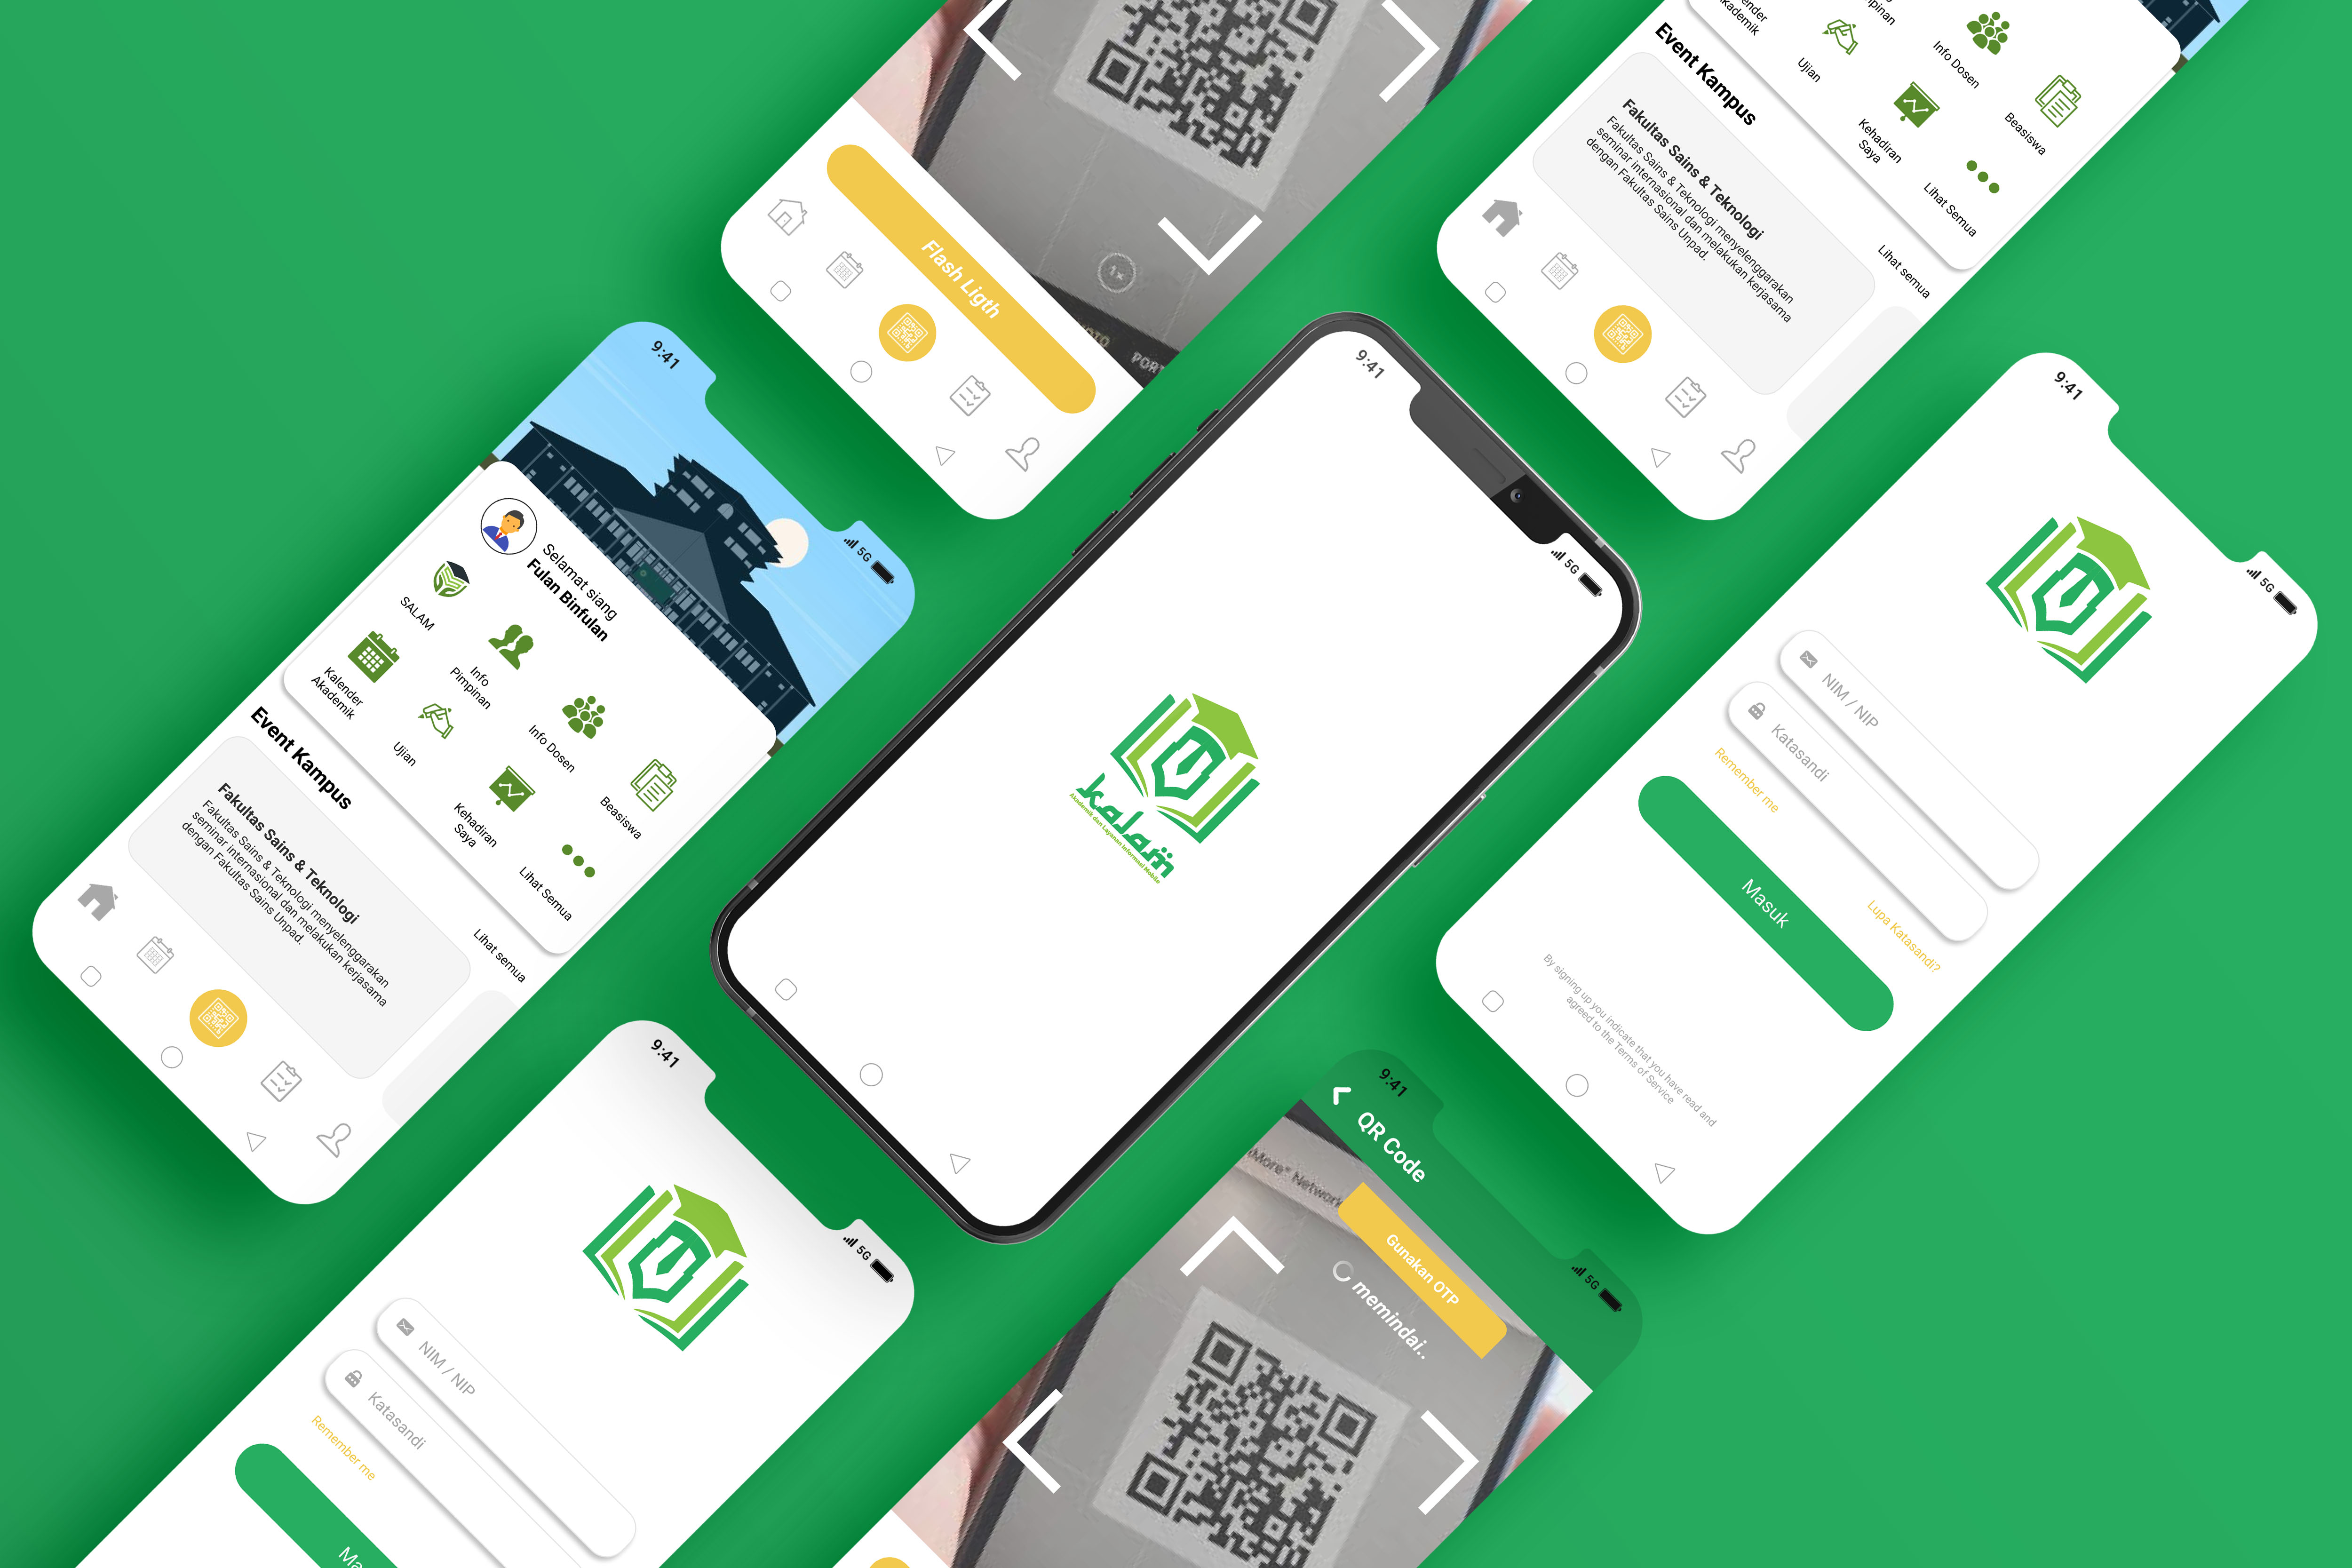 1x
PORT
Flash Ligth
Kalender
Akademik
Ujian
Info Dosen
Kehadiran
Saya
Beasiswa
Lihat Semua
Event Kampus
Lihat semua
Fakultas Sains & Teknologi
Fakultas Sains & Teknologi menyelenggarakan
seminar internasional dan melakukan kerjasama
dengan Fakultas Sains Unpad.
9:41
5G
Selamat siang
Fulan Binfulan
SALAM
Info
Pimpinan
Info Dosen
Beasiswa
Kalender
Akademik
Ujian
Kehadiran
Saya
Lihat Semua
Event Kampus
Lihat semua
Fakultas Sains & Teknologi
Fakultas Sains & Teknologi menyelenggarakan
seminar internasional dan melakukan kerjasama
dengan Fakultas Sains Unpad.
9:41
5G
kalam
Akademik dan Layanan Informasi Mobile
9:41
5G
NIM / NIP
Katasandi
Remember me
Lupa Katasandi?
Masuk
By signing up you indicate that you have read and
agreed to the Terms of Service
9:41
5G
NIM / NIP
Katasandi
Remember me
9:41
5G
QR Code
Gunakan OTP
memindai..
More® Network